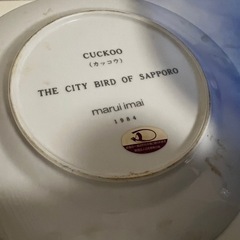 CUCKOO
(カッコウ)
THE CITY BIRD OF SAPPORO
marui imai
1984